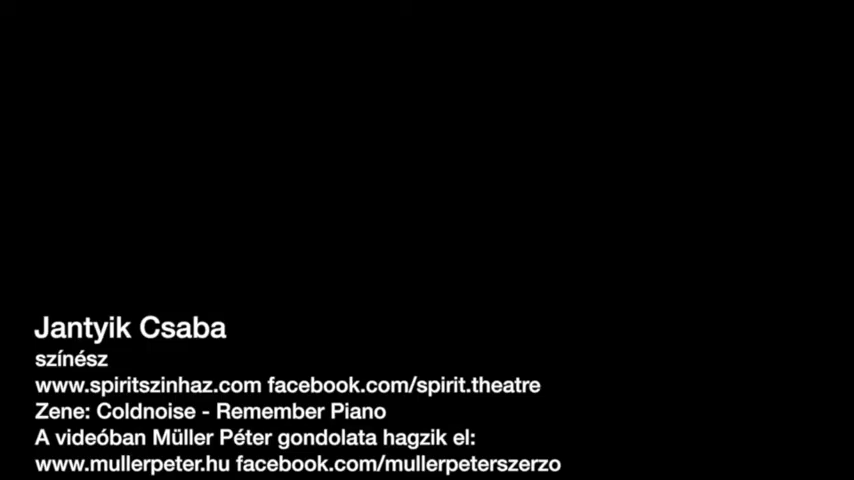 Jantyik Csaba
színész
www.spiritszinhaz.com facebook.com/spirit.theatre
Zene: Coldnoise - Remember Piano
A videóban Müller Péter gondolata hagzik el:
www.mullerpeter.hu facebook.com/mullerpeterszerzo